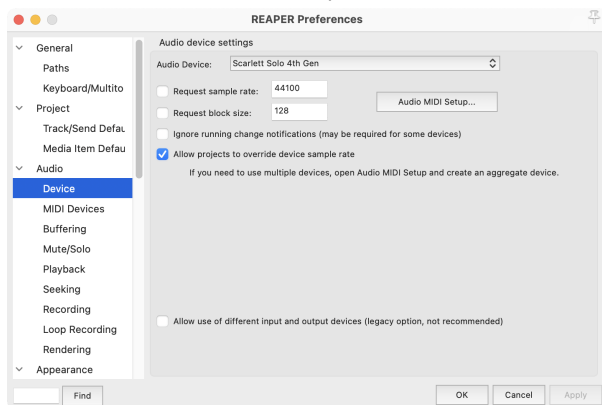 REAPER Preferences
General
Paths
Keyboard/Multito
Project
Track/Send Defau
Media Item Defau
Audio
Device
MIDI Devices
Buffering
Mute/Solo
Playback
Seeking
Recording
Loop Recording
Rendering
Appearance
Find
Audio device settings
Audio Device: Scarlett Solo 4th Gen
Request sample rate: 44100
Request block size: 128
Audio MIDI Setup...
Ignore running change notifications (may be required for some devices)
Allow projects to override device sample rate
If you need to use multiple devices, open Audio MIDI Setup and create an aggregate device.
Allow use of different input and output devices (legacy option, not recommended)
OK Cancel Apply